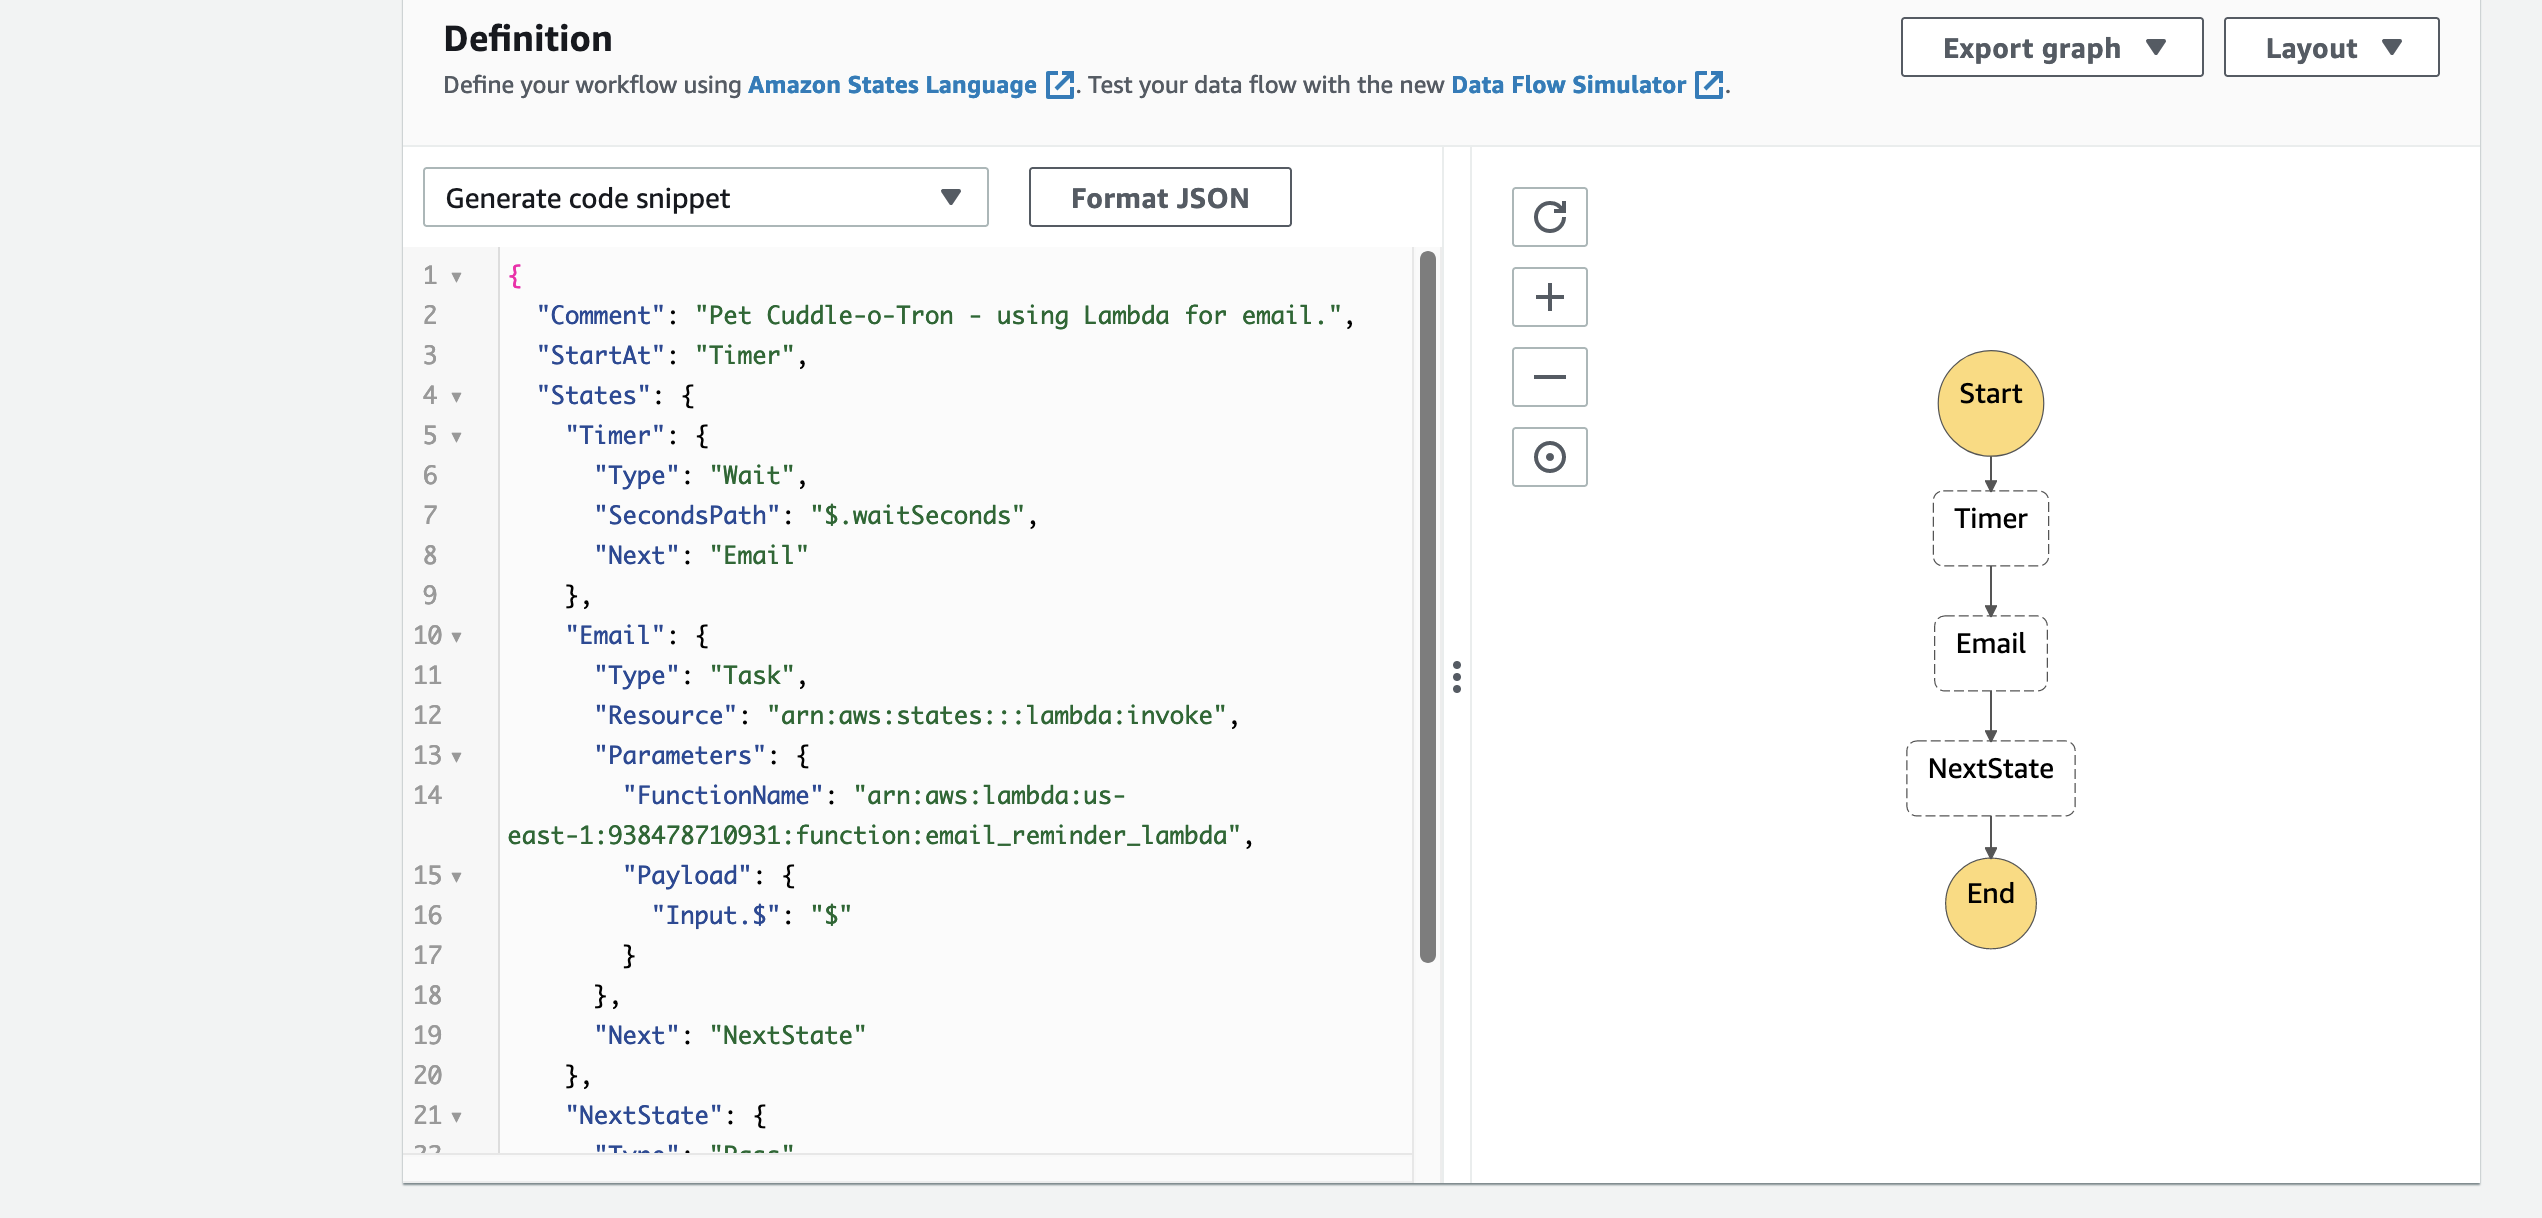 Definition
Export graph
Layout
Define your workflow using Amazon States Language. Test your data flow with the new Data Flow Simulator.
Generate code snippet
Format JSON
1 {
2 "Comment": "Pet Cuddle-o-Tron - using Lambda for email.",
3 "StartAt": "Timer",
4 "States": {
5 "Timer": {
6 "Type": "Wait",
7 "SecondsPath": "$.waitSeconds",
8 "Next": "Email"
9 },
10 "Email": {
11 "Type": "Task",
12 "Resource": "arn:aws:states:::lambda:invoke",
13 "Parameters": {
14 "FunctionName": "arn:aws:lambda:us-
east-1:938478710931:function:email_reminder_lambda",
15 "Payload": {
16 "Input.$": "$"
17 }
18 },
19 "Next": "NextState"
20 },
21 "NextState": {
22 "Type": "Pass"
Start
Timer
Email
NextState
End